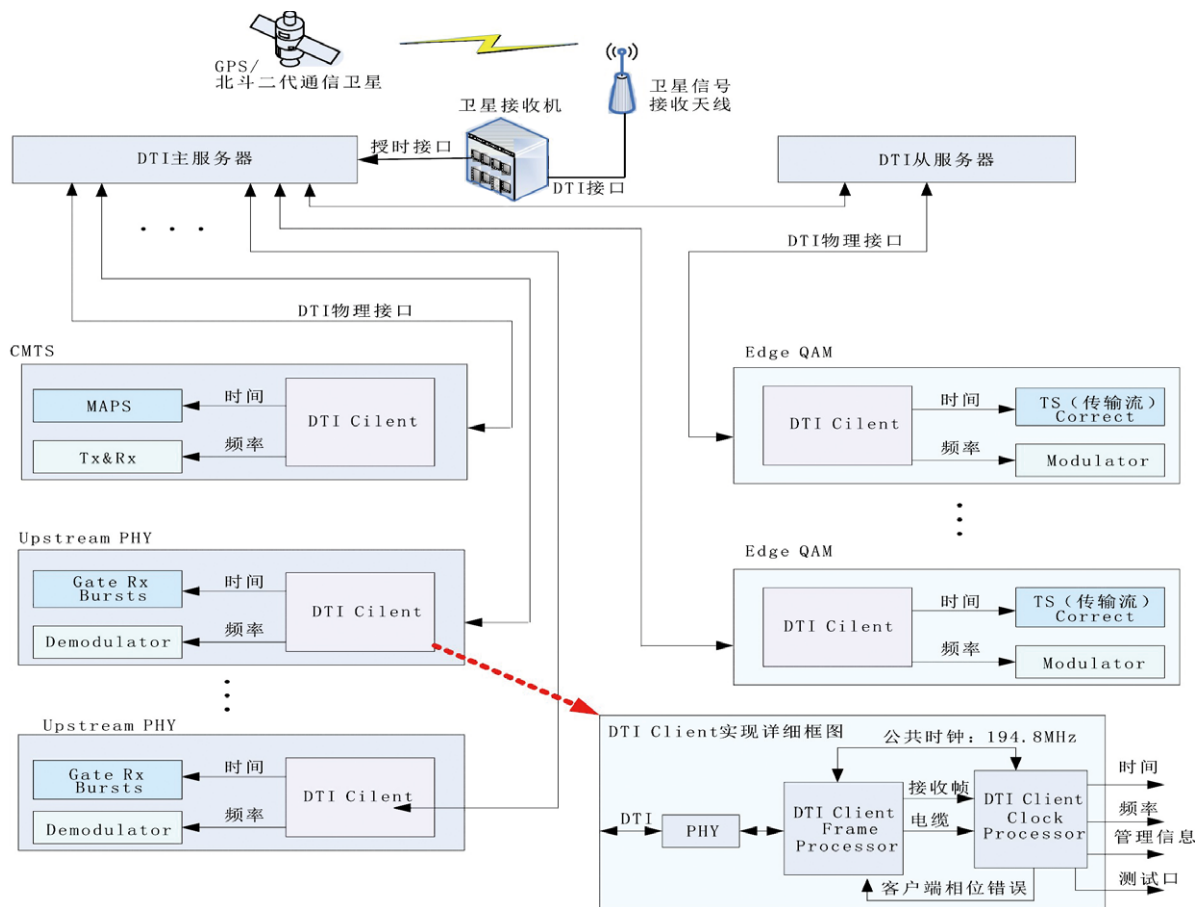 GPS/
北斗二代通信卫星
卫星信号
接收天线
卫星接收机
DTI主服务器
授时接口
DTI接口
DTI从服务器
. . .
DTI物理接口
DTI物理接口
CMTS
MAPS
时间
DTI Cilent
Tx&Rx
频率
Edge QAM
DTI Cilent
时间
TS（传输流）
Correct
频率
Modulator
Upstream PHY
Gate Rx
Bursts
时间
DTI Cilent
Demodulator
频率
Edge QAM
DTI Cilent
时间
TS（传输流）
Correct
频率
Modulator
Upstream PHY
Gate Rx
Bursts
时间
DTI Cilent
Demodulator
频率
DTI Client实现详细框图
公共时钟：194.8MHz
DTI
PHY
DTI Client
Frame
Processor
接收帧
电缆
DTI Client
Clock
Processor
客户端相位错误
时间
频率
管理信息
测试口